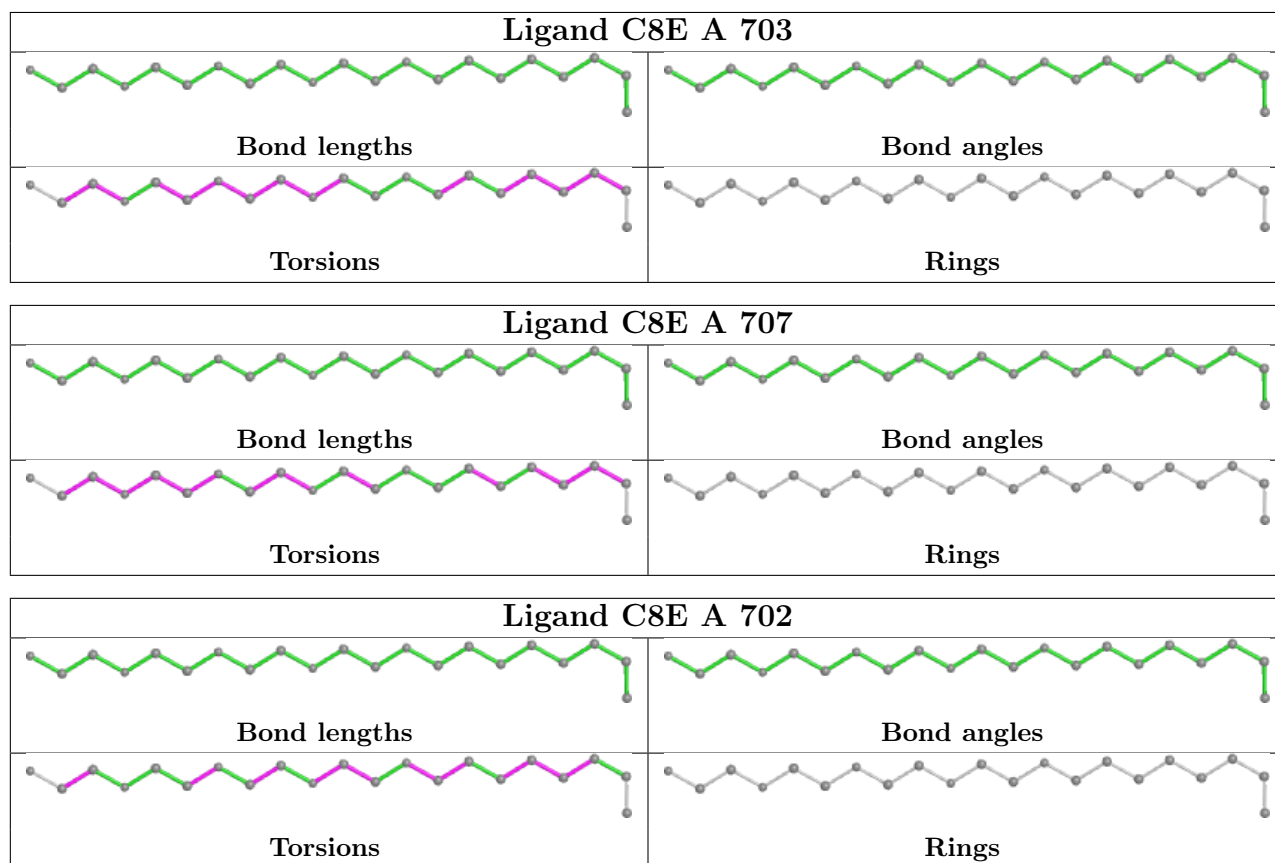 Ligand C8E A 703
Bond lengths
Bond angles
Torsions
Rings
Ligand C8E A 707
Bond lengths
Bond angles
Torsions
Rings
Ligand C8E A 702
Bond lengths
Bond angles
Torsions
Rings